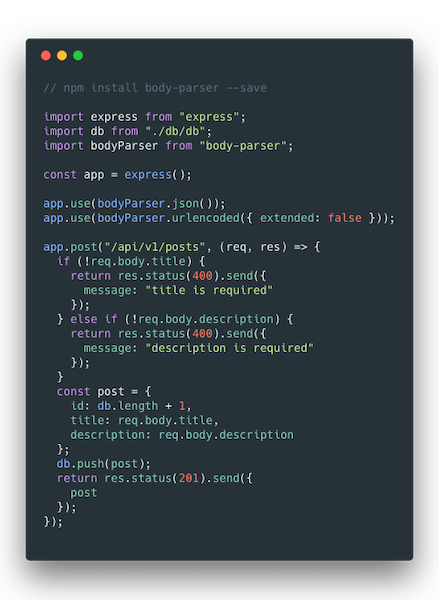 // npm install body-parser --save
import express from "express";
import db from "./db/db";
import bodyParser from "body-parser";
const app = express();
app.use(bodyParser.json());
app.use(bodyParser.urlencoded({ extended: false }));
app.post("/api/v1/posts", (req, res) => {
  if (!req.body.title) {
    return res.status(400).send({
      message: "title is required"
    });
  } else if (!req.body.description) {
    return res.status(400).send({
      message: "description is required"
    });
  }
  const post = {
    id: db.length + 1,
    title: req.body.title,
    description: req.body.description
  };
  db.push(post);
  return res.status(201).send({
    post
  });
});